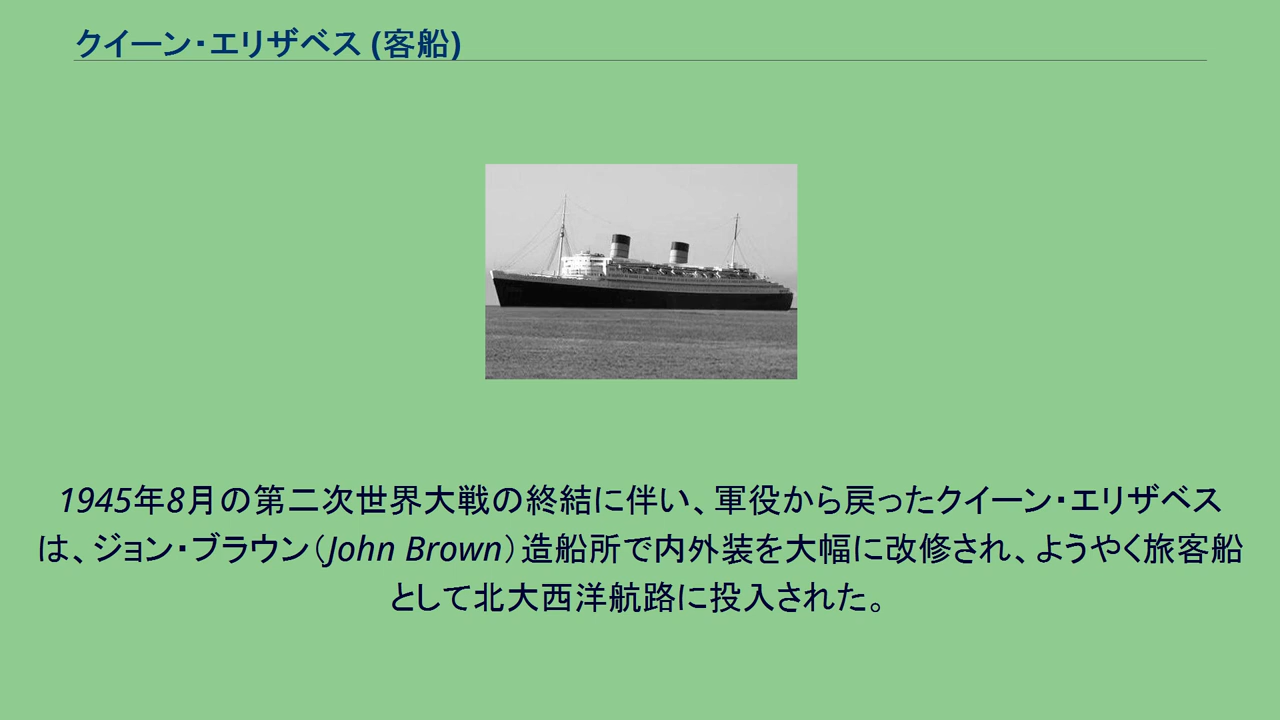 クイーン・エリザベス (客船)
1945年8月の第二次世界大戦の終結に伴い、軍役から戻ったクイーン・エリザベス
は、ジョン・ブラウン（John Brown）造船所で内外装を大幅に改修され、ようやく旅客船
として北大西洋航路に投入された。